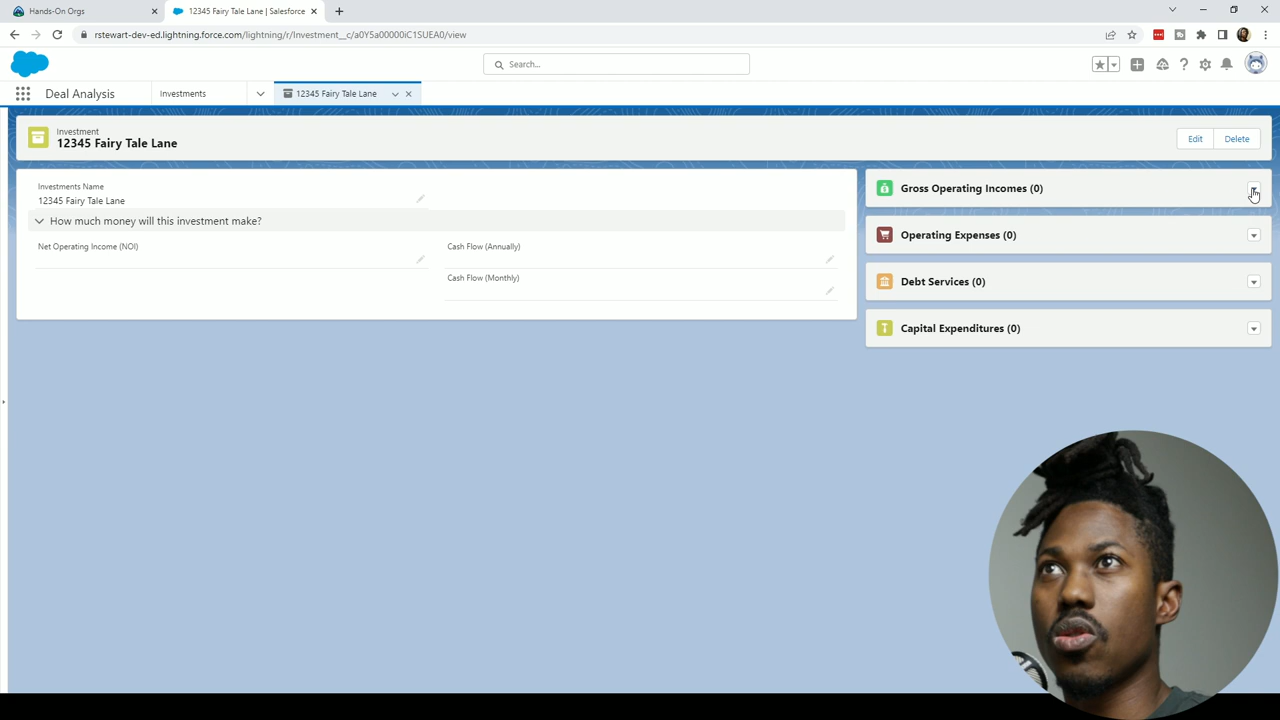 Hands-On Orgs
12345 Fairy Tale Lane | Salesforce
rstewart-dev-ed.lightning.force.com/lightning/r/Investment__c/a0Y5a00000iC1SUEA0/view
Search...
Deal Analysis
Investments
12345 Fairy Tale Lane
Investment
12345 Fairy Tale Lane
Edit
Delete
Investments Name
12345 Fairy Tale Lane
How much money will this investment make?
Net Operating Income (NOI)
Cash Flow (Annually)
Cash Flow (Monthly)
Gross Operating Incomes (0)
Operating Expenses (0)
Debt Services (0)
Capital Expenditures (0)